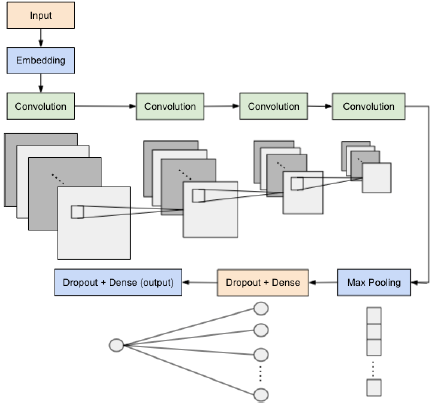 Input
Embedding
Convolution
Convolution
Convolution
Convolution
Dropout + Dense (output)
Dropout + Dense
Max Pooling